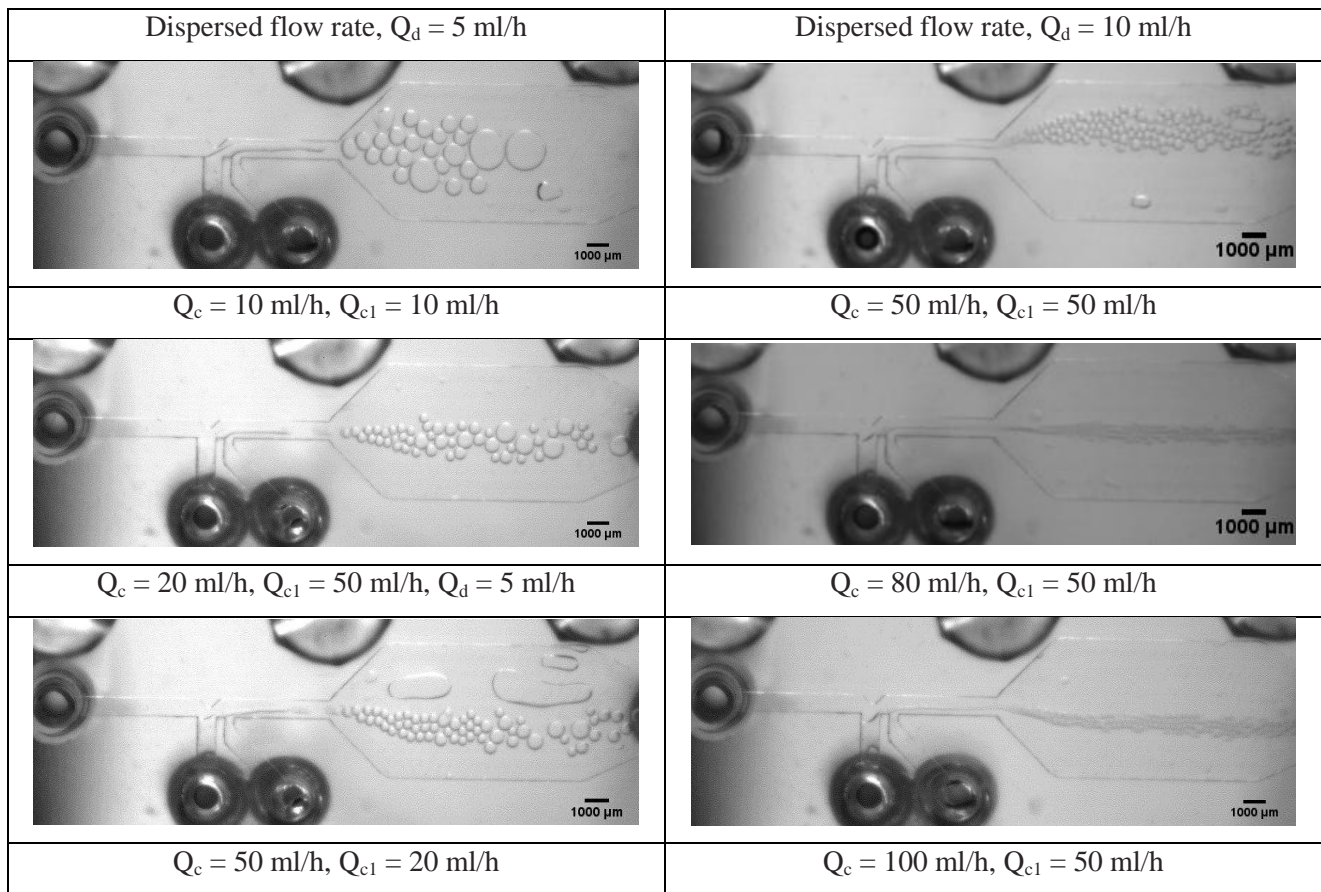 Dispersed flow rate, Qd = 5 ml/h
Dispersed flow rate, Qd = 10 ml/h
1000 µm
1000 µm
Qc = 10 ml/h, Qc1 = 10 ml/h
Qc = 50 ml/h, Qc1 = 50 ml/h
1000 µm
1000 µm
Qc = 20 ml/h, Qc1 = 50 ml/h, Qd = 5 ml/h
Qc = 80 ml/h, Qc1 = 50 ml/h
1000 µm
1000 µm
Qc = 50 ml/h, Qc1 = 20 ml/h
Qc = 100 ml/h, Qc1 = 50 ml/h